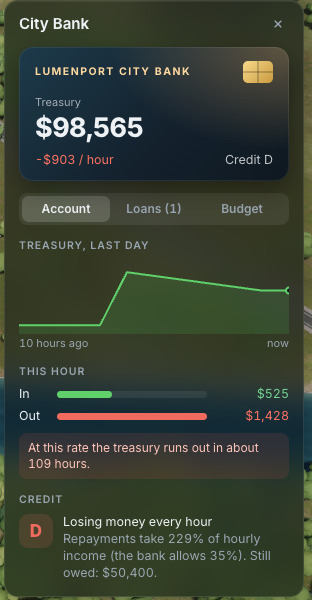 City Bank ×
LUMENPORT CITY BANK
Treasury
$98,565
-$903 / hour Credit D
Account Loans (1) Budget
TREASURY, LAST DAY
10 hours ago now
THIS HOUR
In $525
Out $1,428
At this rate the treasury runs out in about
109 hours.
CREDIT
D Losing money every hour
Repayments take 229% of hourly
income (the bank allows 35%). Still
owed: $50,400.